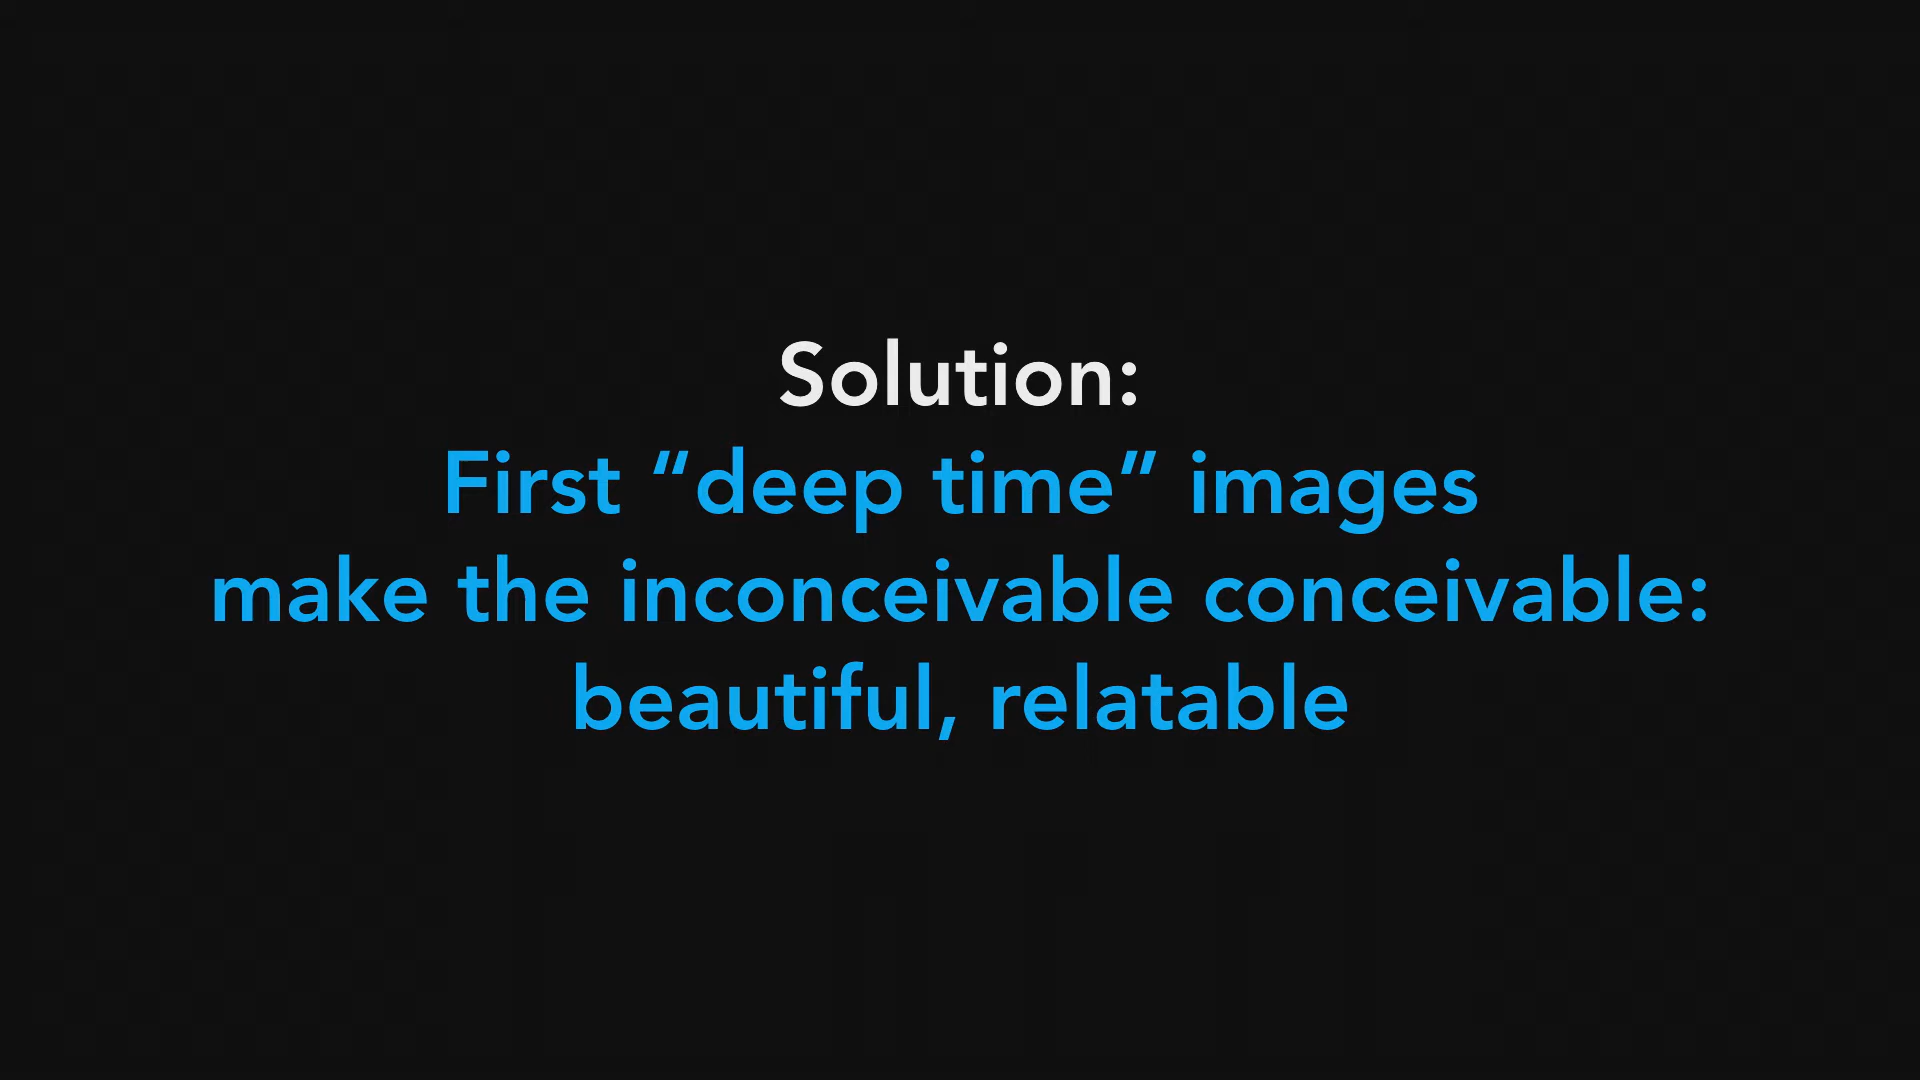 Solution:
First “deep time” images
make the inconceivable conceivable:
beautiful, relatable